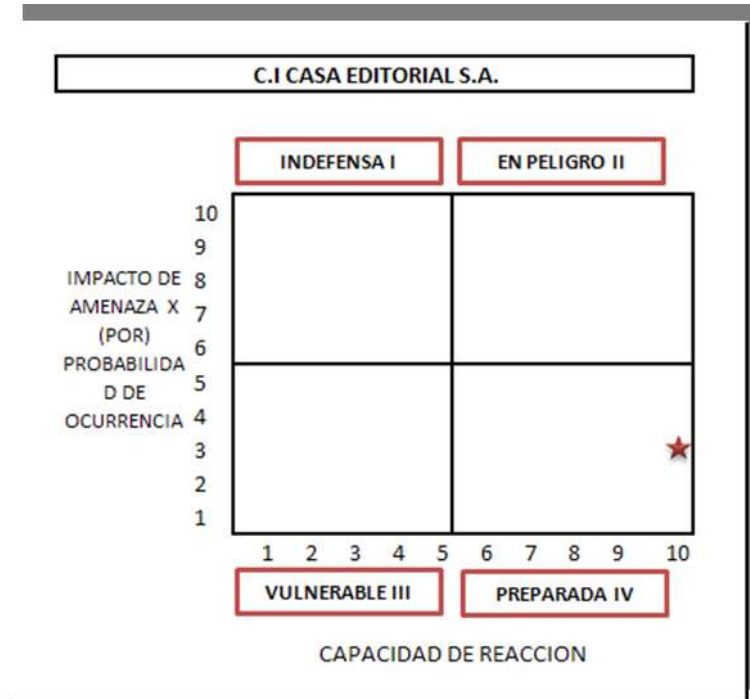 C.I CASA EDITORIAL S.A.
INDEFENSA I
EN PELIGRO II
10
9
IMPACTO DE
8
AMENAZA X
7
(POR)
6
PROBABILIDA
5
D DE
OCURRENCIA
4
3
2
1
1 2 3 4 5 6 7 8 9 10
VULNERABLE III
PREPARADA IV
CAPACIDAD DE REACCION